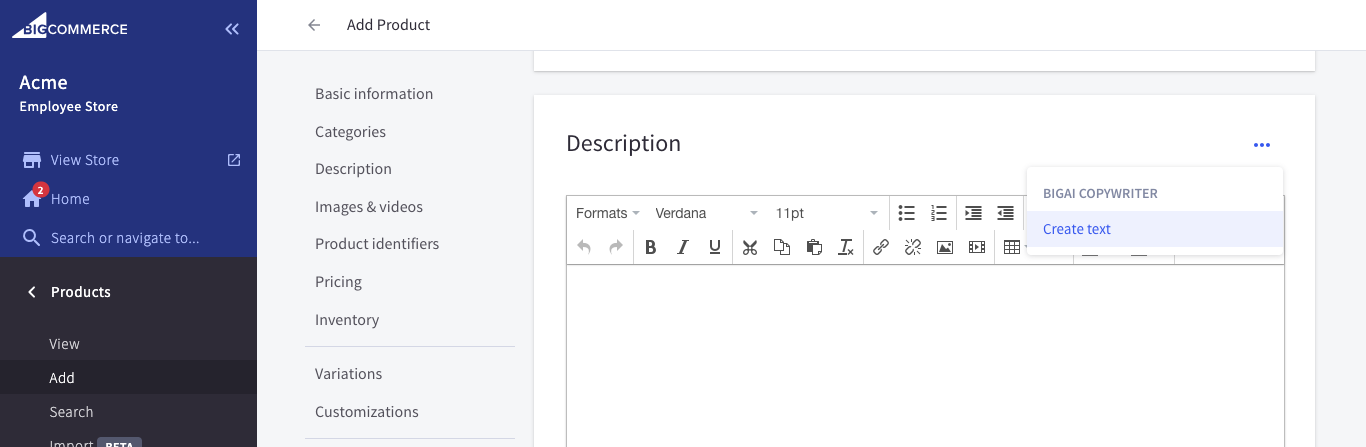 BIGCOMMERCE
Acme
Employee Store
View Store
2
Home
Search or navigate to...
Products
View
Add
Search
Import BETA
Add Product
Basic information
Categories
Description
Images & videos
Product identifiers
Pricing
Inventory
Variations
Customizations
Description
BIGAI COPYWRITER
Create text
Formats Verdana 11pt
B I U